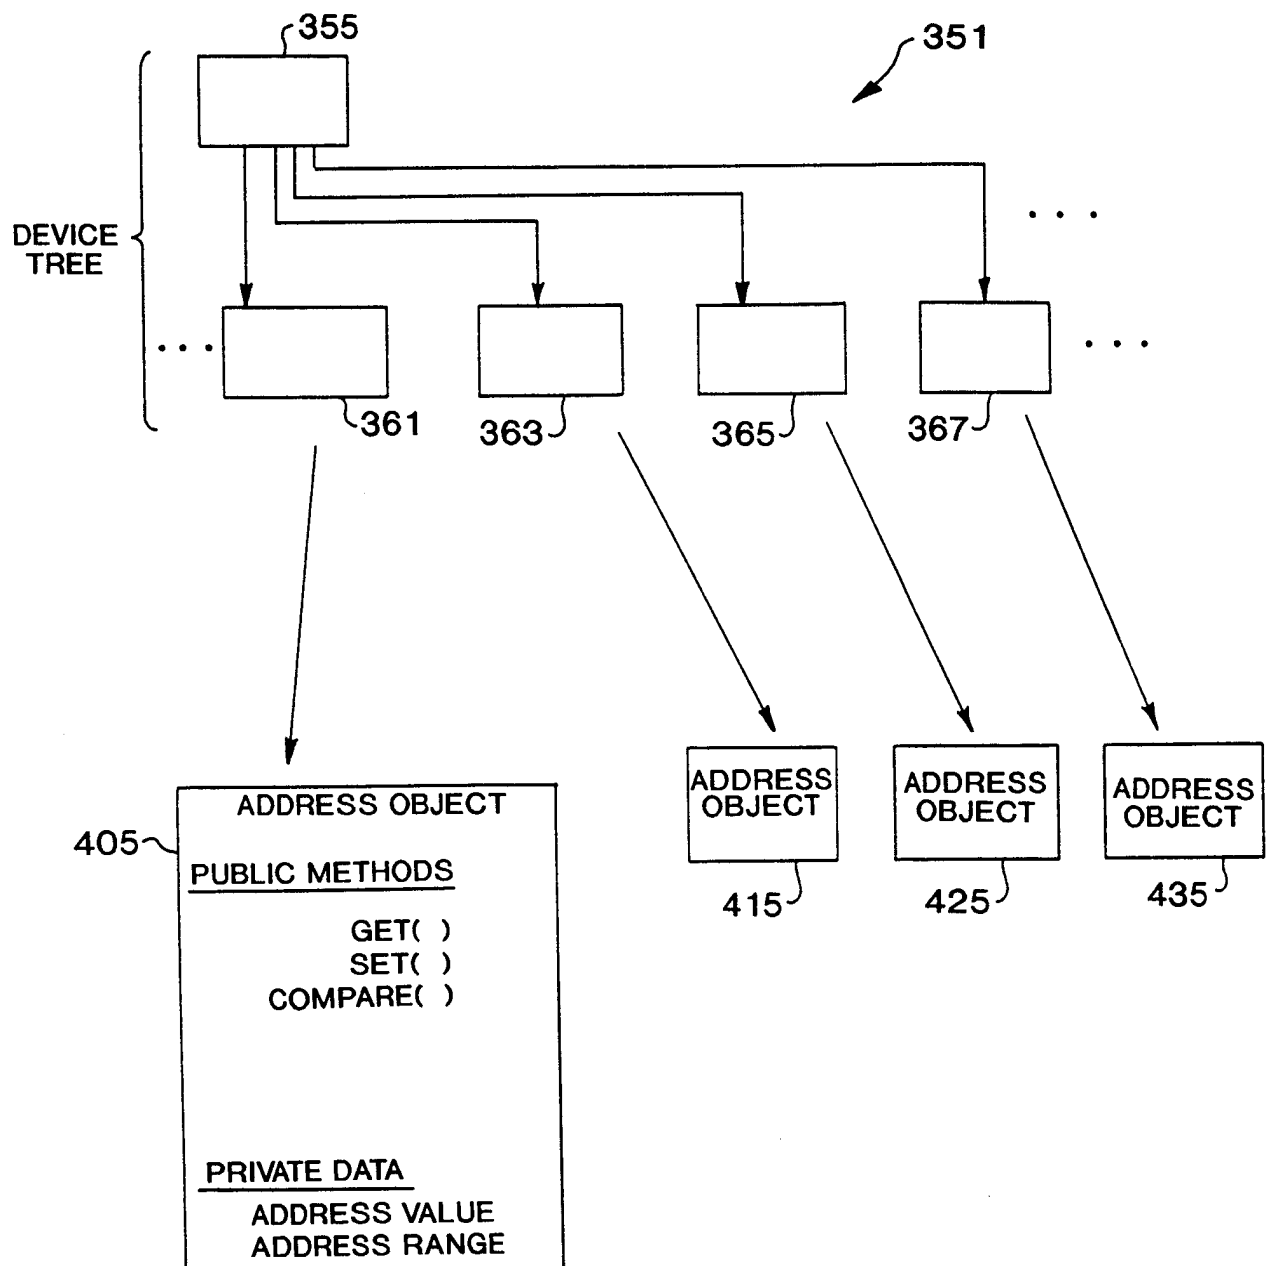 355
351
DEVICE
TREE
361
363
365
367
405
ADDRESS OBJECT
PUBLIC METHODS
GET( )
SET( )
COMPARE( )
PRIVATE DATA
ADDRESS VALUE
ADDRESS RANGE
ADDRESS
OBJECT
415
ADDRESS
OBJECT
425
ADDRESS
OBJECT
435